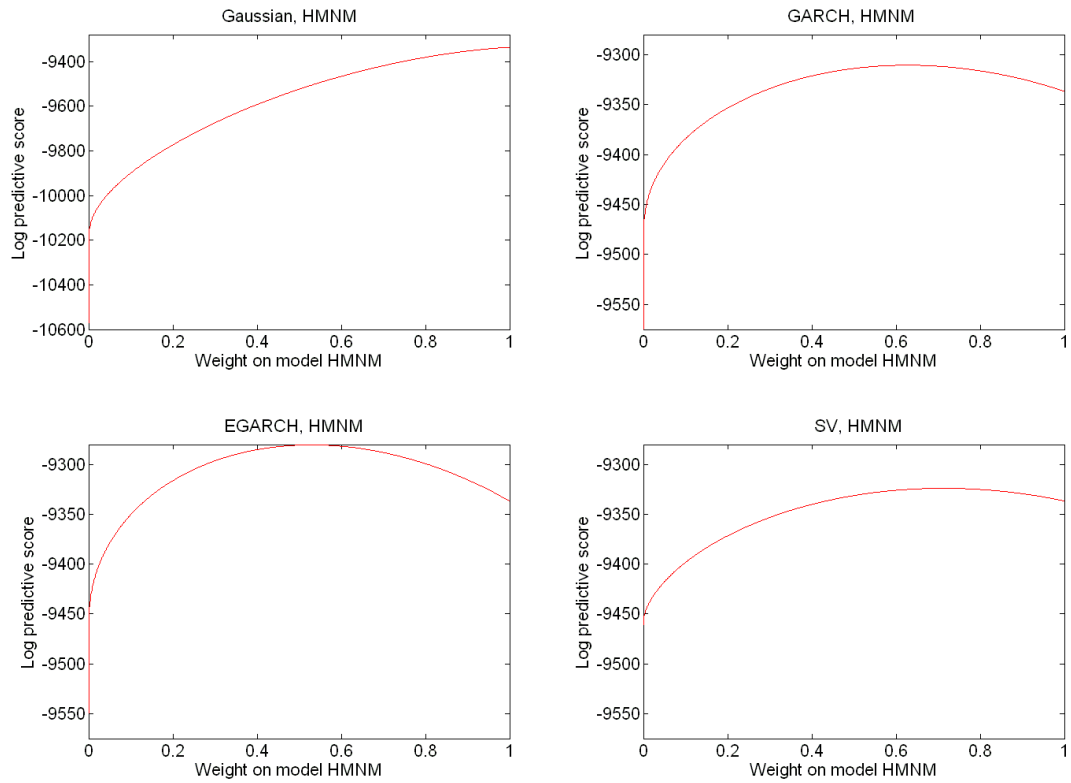 Gaussian, HMNM
-9400
-9600
-9800
-10000
-10200
-10400
-10600
Log predictive score
0 0.2 0.4 0.6 0.8 1
Weight on model HMNM
GARCH, HMNM
-9300
-9350
-9400
-9450
-9500
-9550
Log predictive score
0 0.2 0.4 0.6 0.8 1
Weight on model HMNM
EGARCH, HMNM
-9300
-9350
-9400
-9450
-9500
-9550
Log predictive score
0 0.2 0.4 0.6 0.8 1
Weight on model HMNM
SV, HMNM
-9300
-9350
-9400
-9450
-9500
-9550
Log predictive score
0 0.2 0.4 0.6 0.8 1
Weight on model HMNM